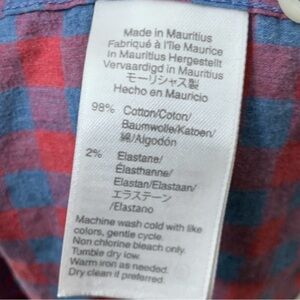 Made in Mauritius
Fabriqué à l'île Maurice
In Mauritius Hergestellt
Vervaardigd in Mauritius
モーリシャス製
Hecho en Mauricio
98% Cotton/Coton/
Baumwolle/Katoen/
綿/Algodón
2% Elastane/
Élasthanne/
Elastan/Elastaan/
エラステーン
/Elastano
Machine wash cold with like
colors, gentle cycle.
Non chlorine bleach only.
Tumble dry low.
Warm iron as needed.
Dry clean if preferred.